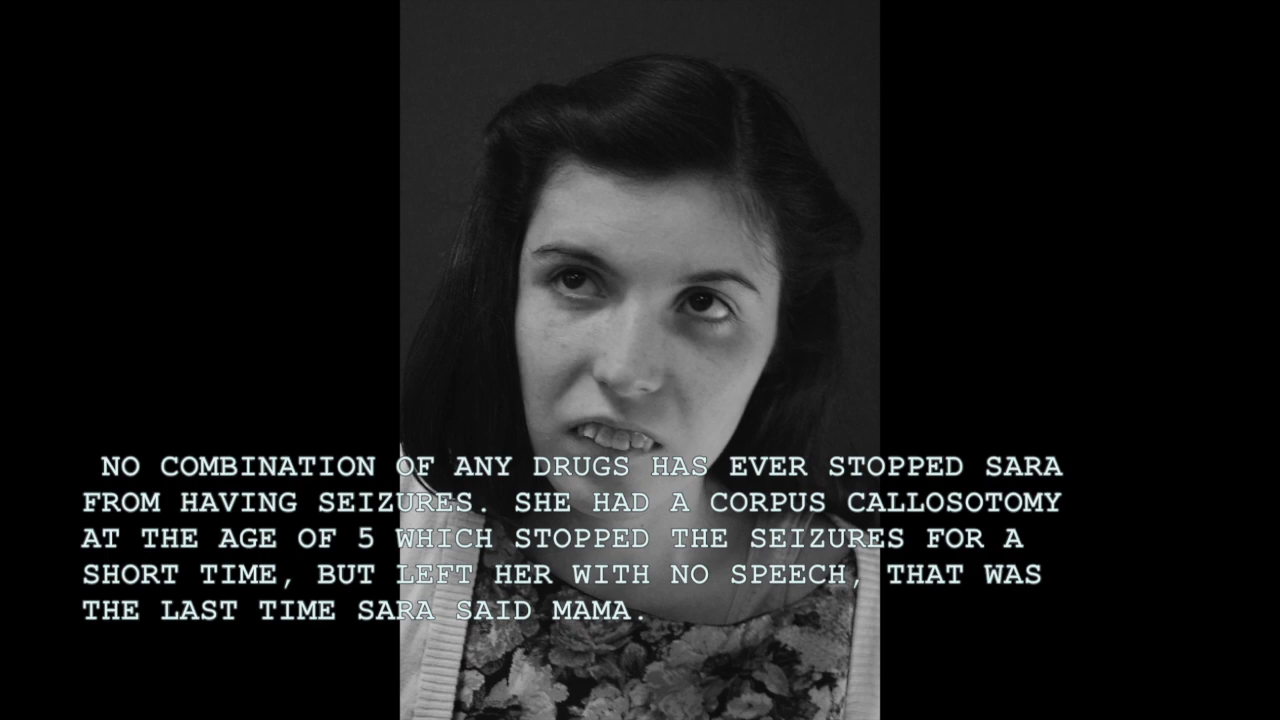 NO COMBINATION OF ANY DRUGS HAS EVER STOPPED SARA
FROM HAVING SEIZURES. SHE HAD A CORPUS CALLOSOTOMY
AT THE AGE OF 5 WHICH STOPPED THE SEIZURES FOR A
SHORT TIME, BUT LEFT HER WITH NO SPEECH, THAT WAS
THE LAST TIME SARA SAID MAMA.